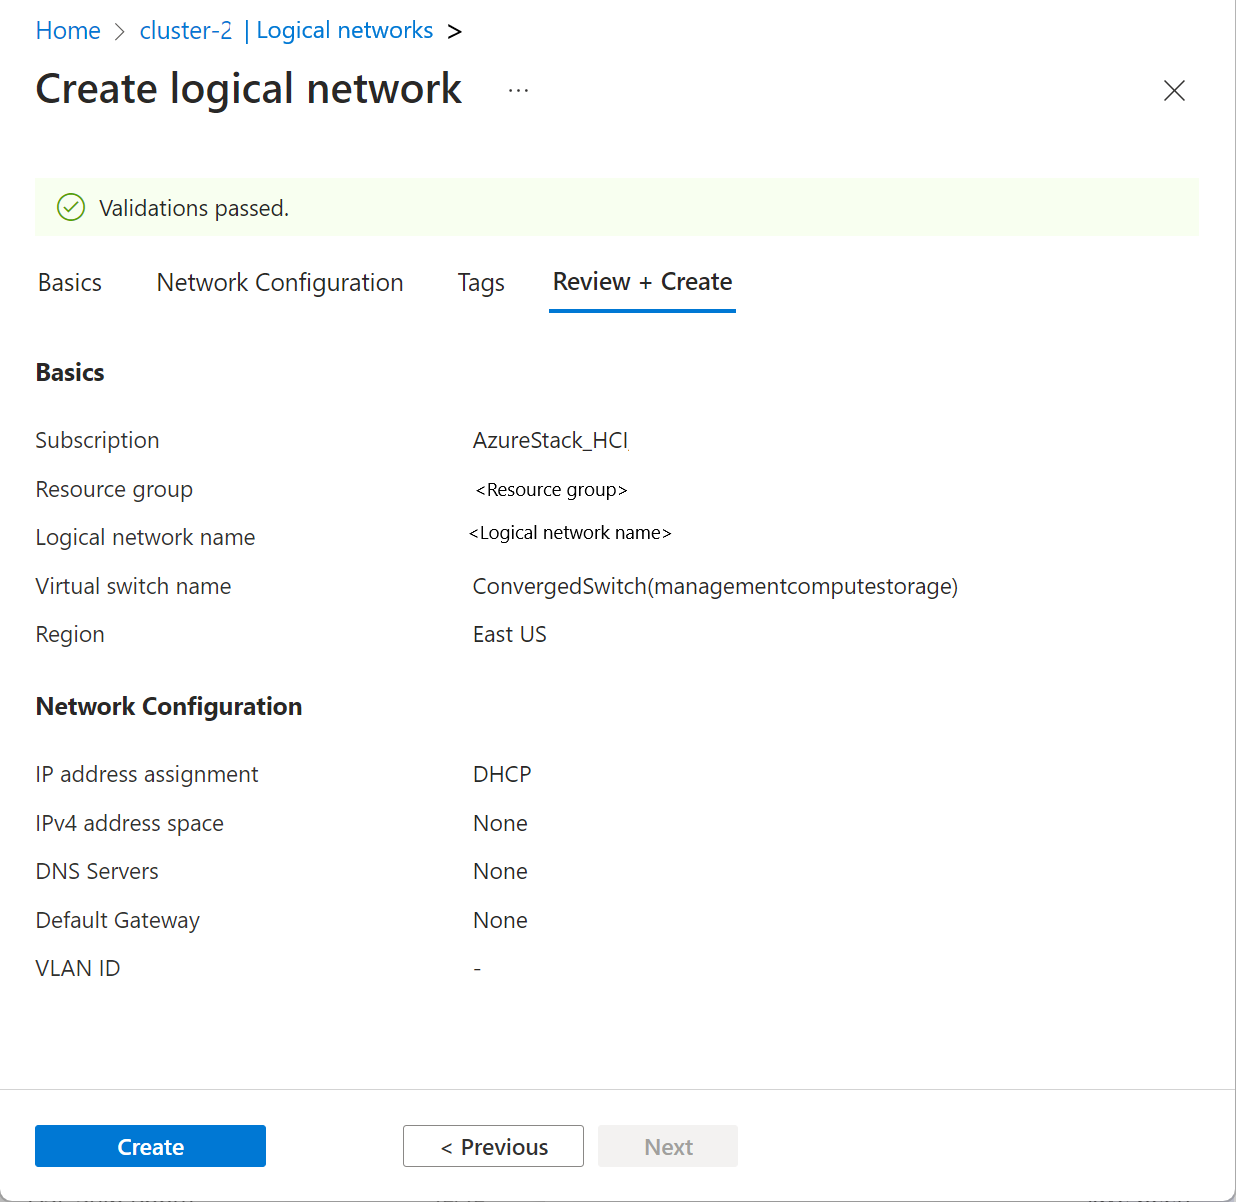 Home > cluster-2 | Logical networks >
Create logical network ...
Validations passed.
Basics Network Configuration Tags Review + Create
Basics
Subscription AzureStack_HCI
Resource group <Resource group>
Logical network name <Logical network name>
Virtual switch name ConvergedSwitch(managementcomputestorage)
Region East US
Network Configuration
IP address assignment DHCP
IPv4 address space None
DNS Servers None
Default Gateway None
VLAN ID -
Create < Previous Next